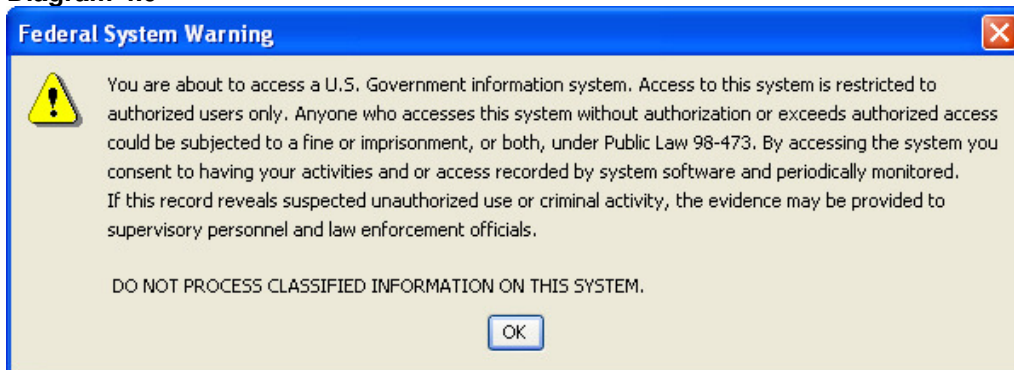 Federal System Warning
You are about to access a U.S. Government information system. Access to this system is restricted to
authorized users only. Anyone who accesses this system without authorization or exceeds authorized access
could be subjected to a fine or imprisonment, or both, under Public Law 98-473. By accessing the system you
consent to having your activities and or access recorded by system software and periodically monitored.
If this record reveals suspected unauthorized use or criminal activity, the evidence may be provided to
supervisory personnel and law enforcement officials.
DO NOT PROCESS CLASSIFIED INFORMATION ON THIS SYSTEM.
OK